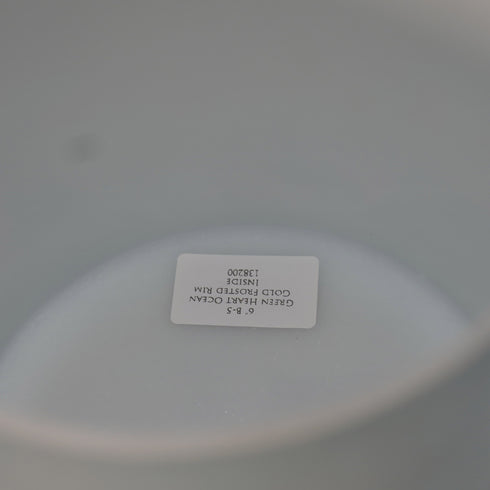 6" B-5
GREEN HEART OCEAN
GOLD FROSTED RIM
INSIDE
138200